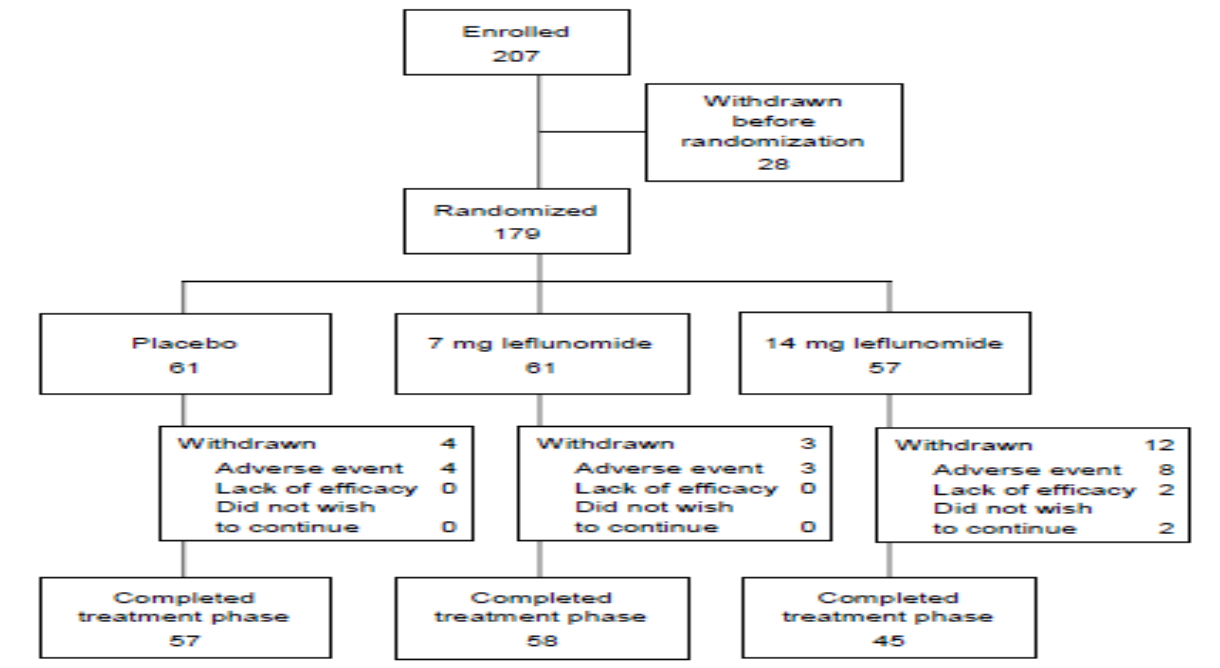 Enrolled
207
Withdrawn
before
randomization
28
Randomized
179
Placebo
61
7 mg leflunomide
61
14 mg leflunomide
57
Withdrawn 4
Adverse event 4
Lack of efficacy 0
Did not wish
to continue 0
Withdrawn 3
Adverse event 3
Lack of efficacy 0
Did not wish
to continue 0
Withdrawn 12
Adverse event 8
Lack of efficacy 2
Did not wish
to continue 2
Completed
treatment phase
57
Completed
treatment phase
58
Completed
treatment phase
45